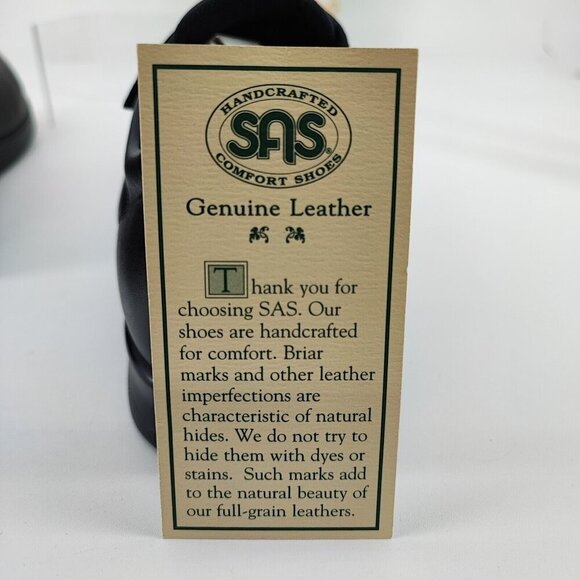 HANDCRAFTED
SAS®
COMFORT SHOES
Genuine Leather
Thank you for
choosing SAS. Our
shoes are handcrafted
for comfort. Briar
marks and other leather
imperfections are
characteristic of natural
hides. We do not try to
hide them with dyes or
stains. Such marks add
to the natural beauty of
our full-grain leathers.